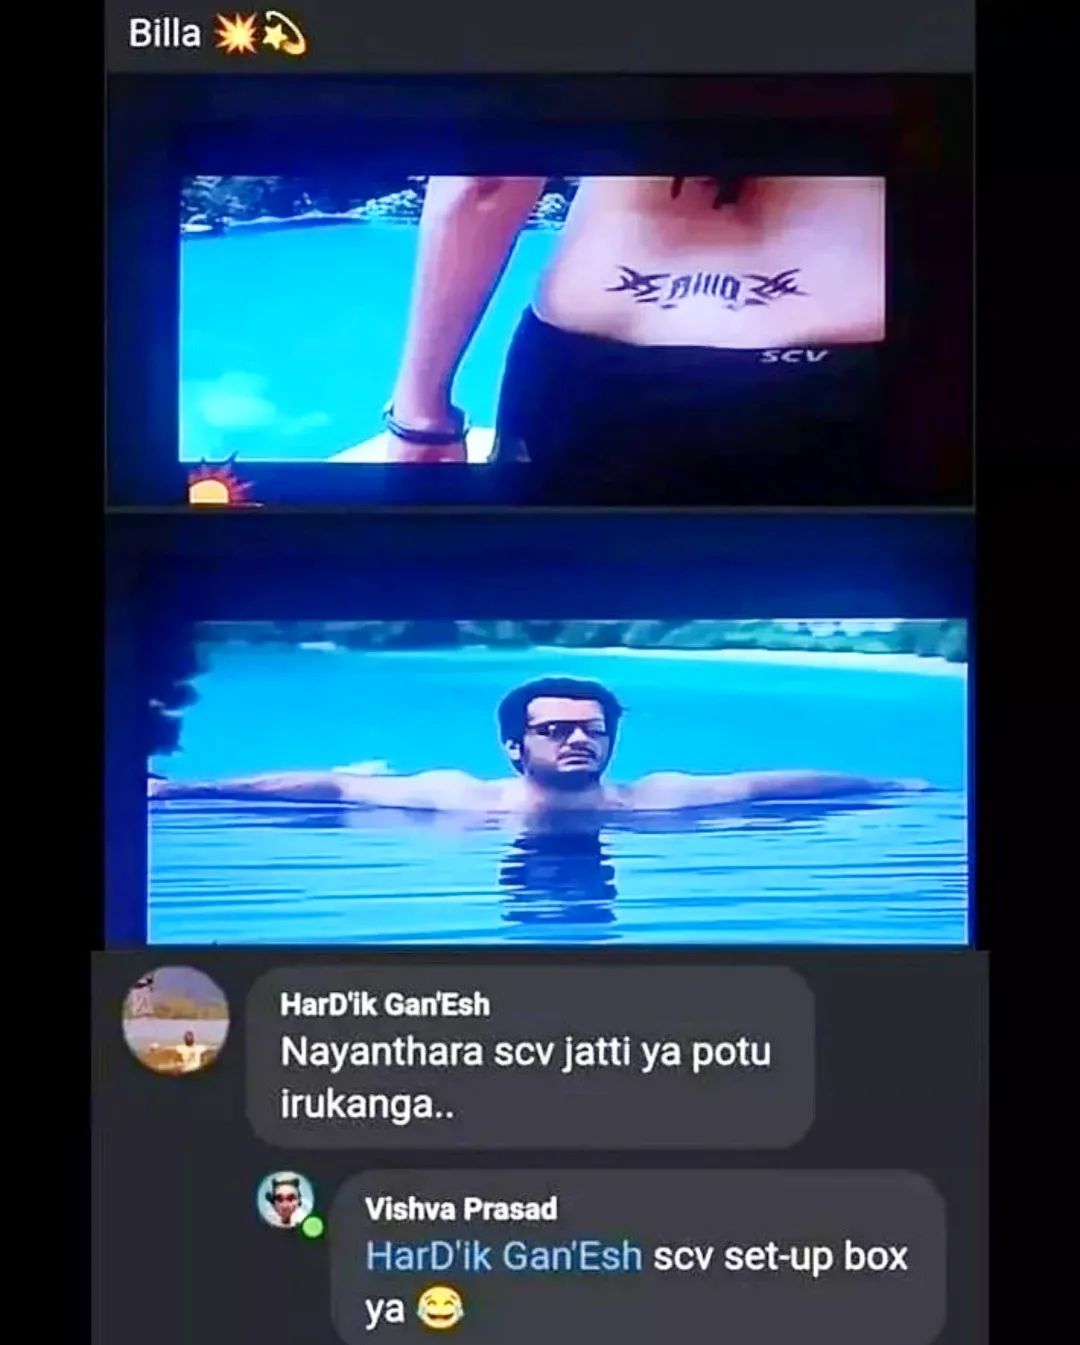 Billa 💥💫
Billa
SCV
HarD'ik Gan'Esh
Nayanthara scv jatti ya potu
irukanga..
Vishva Prasad
HarD'ik Gan'Esh scv set-up box
ya 😂